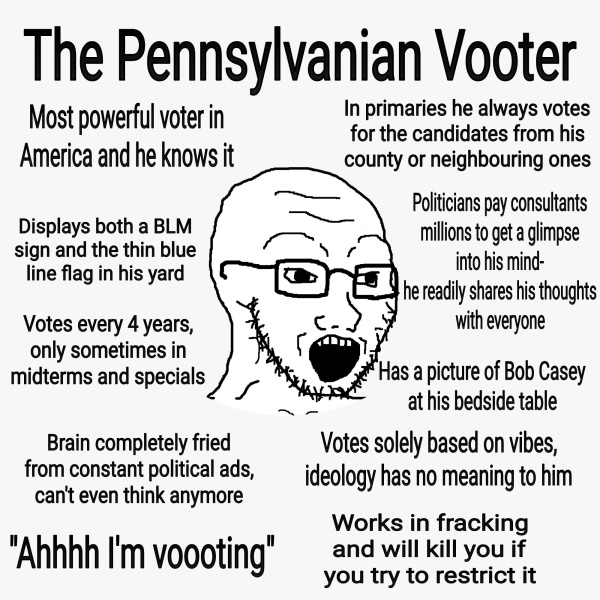 The Pennsylvanian Vooter
Most powerful voter in
America and he knows it
In primaries he always votes
for the candidates from his
county or neighbouring ones
Displays both a BLM
sign and the thin blue
line flag in his yard
Politicians pay consultants
millions to get a glimpse
into his mind-
he readily shares his thoughts
with everyone
Votes every 4 years,
only sometimes in
midterms and specials
Has a picture of Bob Casey
at his bedside table
Brain completely fried
from constant political ads,
can't even think anymore
Votes solely based on vibes,
ideology has no meaning to him
"Ahhhh I'm voooting"
Works in fracking
and will kill you if
you try to restrict it